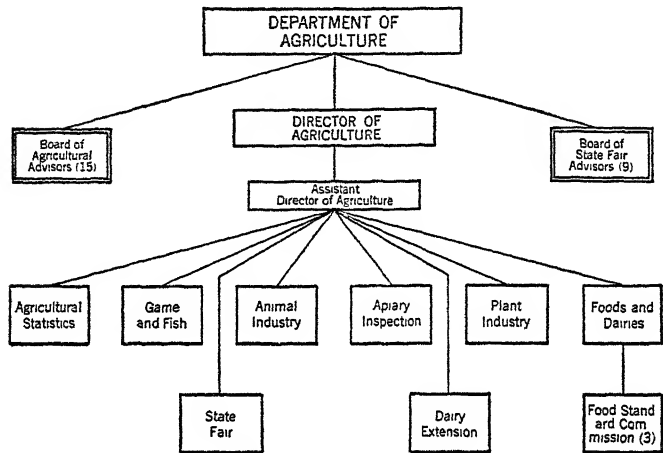 DEPARTMENT OF
AGRICULTURE
DIRECTOR OF
AGRICULTURE
Board of
Agricultural
Advisors (15)
Board of
State Fair
Advisors (9)
Assistant
Director of Agriculture
Agricultural
Statistics
Game
and Fish
Animal
Industry
Apiary
Inspection
Plant
Industry
Foods and
Dairies
State
Fair
Dairy
Extension
Food Stand
ard Com
mission (3)